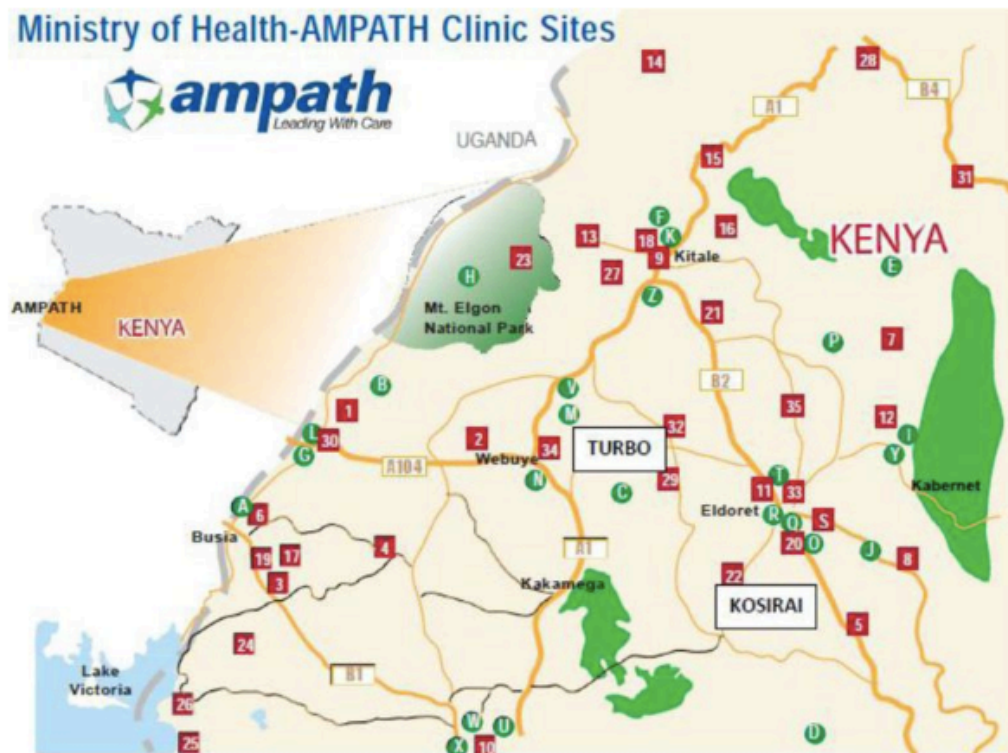 Ministry of Health-AMPATH Clinic Sites
ampath
Leading With Care
UGANDA
14
28
A1
B4
15
31
F
13
18
K
16
KENYA
9
Kitale
23
27
E
H
AMPATH
Mt. Elgon
National Park
Z
KENYA
21
P
7
B
V
B2
1
M
35
12
L
30
2
34
TURBO
32
I
G
A104
Webuye
Y
N
C
29
T
Kabernet
11
33
A
6
Eldoret
R
Q
S
Busia
20
O
J
8
19
17
4
A1
3
Kakamega
22
KOSIRAI
5
24
Lake
Victoria
B1
26
W
U
D
25
X
10